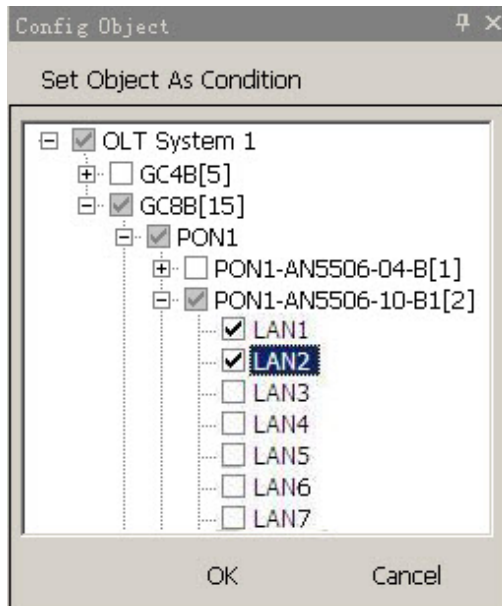 Config Object
Set Object As Condition
OLT System 1
GC4B[5]
GC8B[15]
PON1
PON1-AN5506-04-B[1]
PON1-AN5506-10-B1[2]
LAN1
LAN2
LAN3
LAN4
LAN5
LAN6
LAN7
OK Cancel